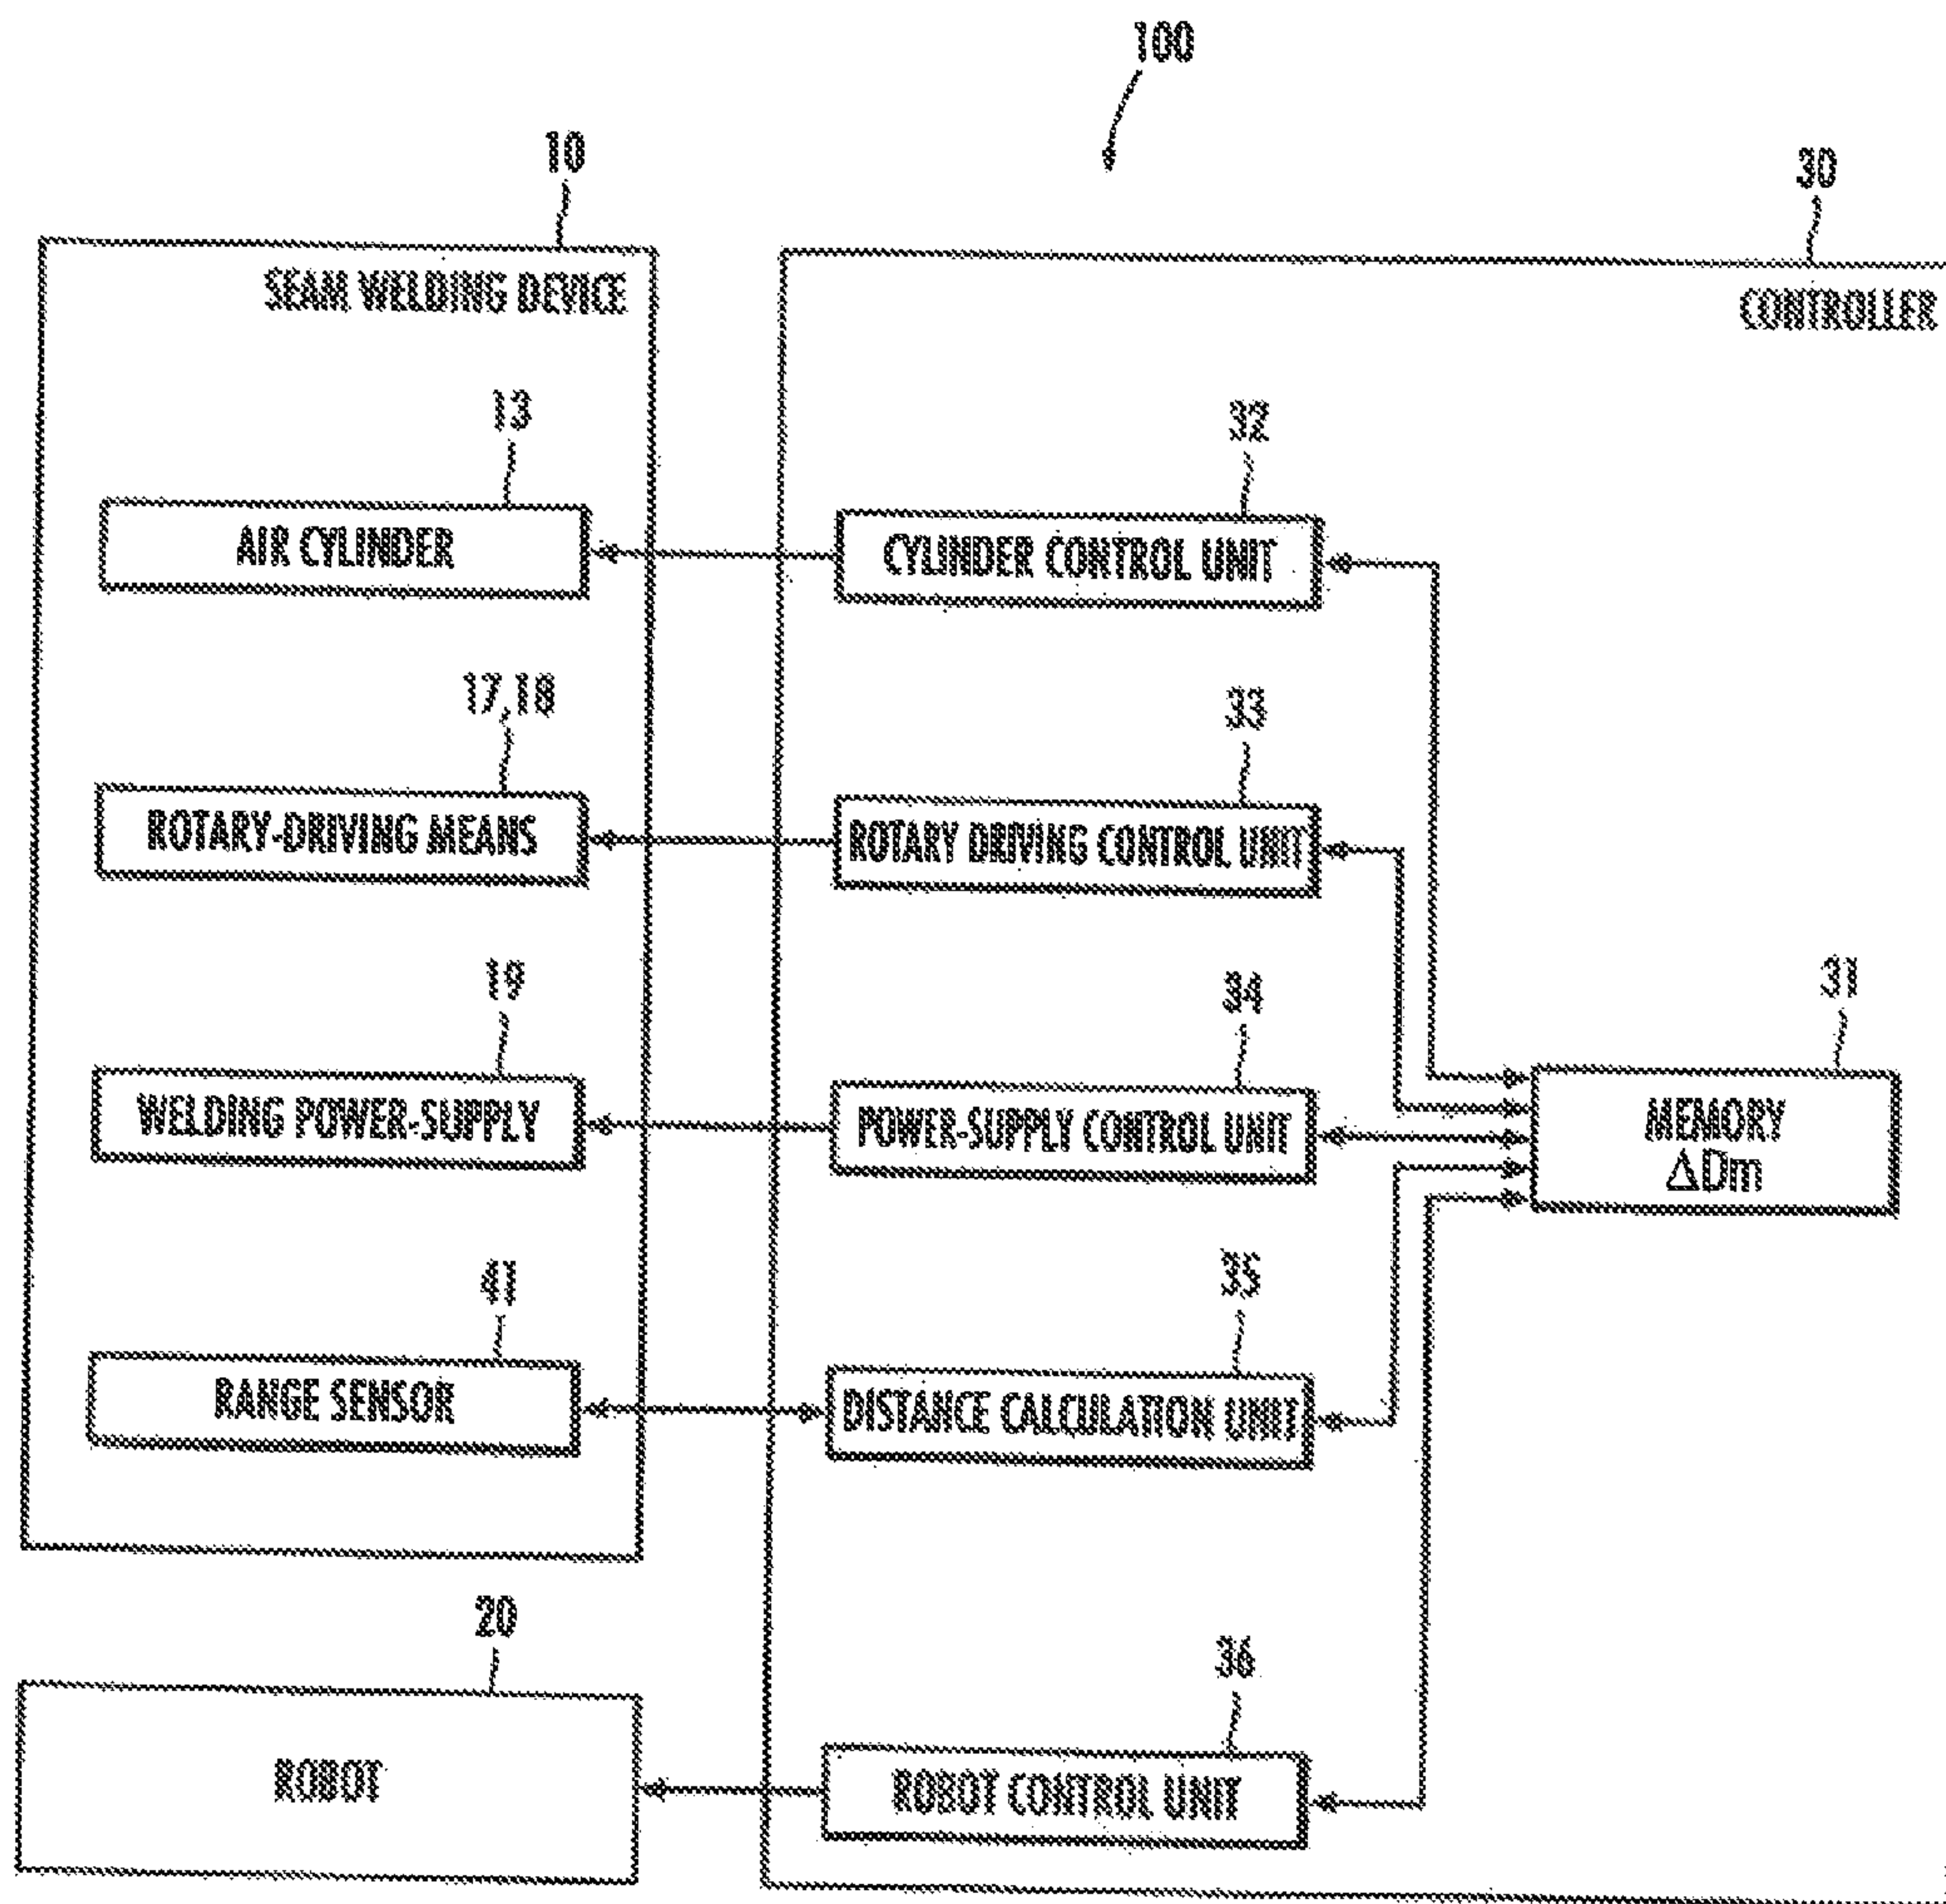 100
10
30
SEAM WELDING DEVICE
CONTROLLER
13
32
AIR CYLINDER
CYLINDER CONTROL UNIT
17,18
33
ROTARY-DRIVING MEANS
ROTARY DRIVING CONTROL UNIT
19
34
31
WELDING POWER-SUPPLY
POWER-SUPPLY CONTROL UNIT
MEMORY
ΔDm
41
35
RANGE SENSOR
DISTANCE CALCULATION UNIT
20
36
ROBOT
ROBOT CONTROL UNIT